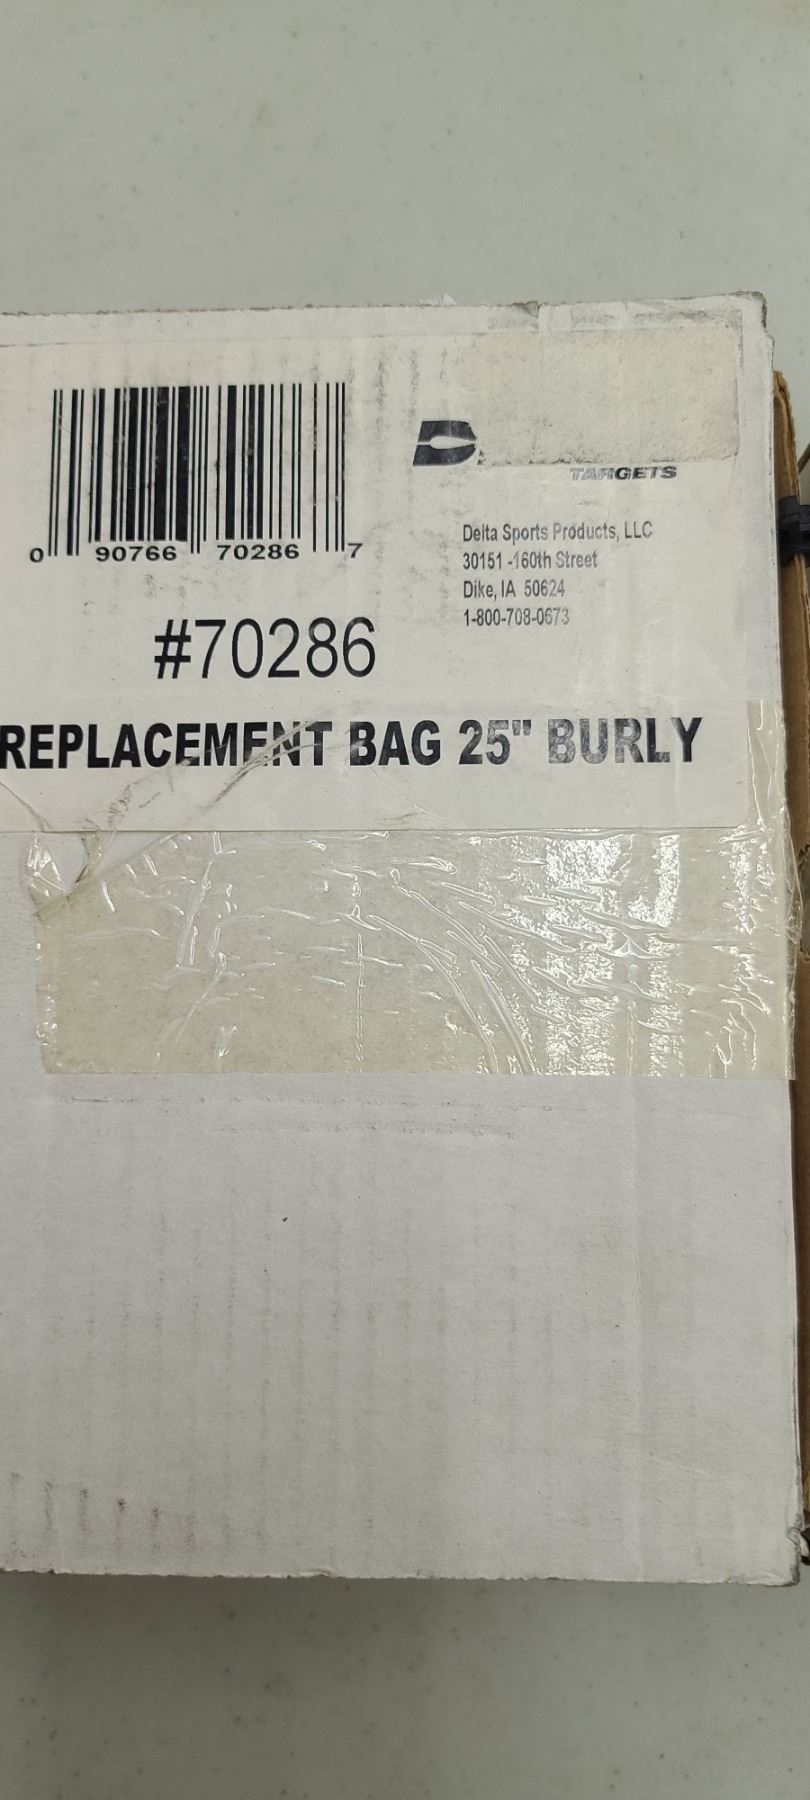 D
TARGETS
0 90766 70286 7
Delta Sports Products, LLC
30151 -160th Street
Dike, IA 50624
1-800-708-0673
#70286
REPLACEMENT BAG 25" BURLY